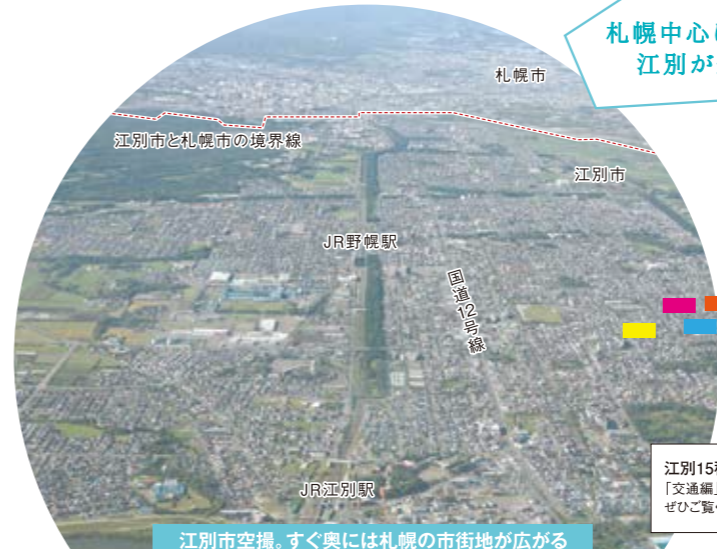 札幌中心に
江別が
札幌市
江別市と札幌市の境界線
江別市
JR野幌駅
国道12号線
江別15
「交通編」
ぜひご覧く
JR江別駅
江別市空撮。すぐ奥には札幌の市街地が広がる